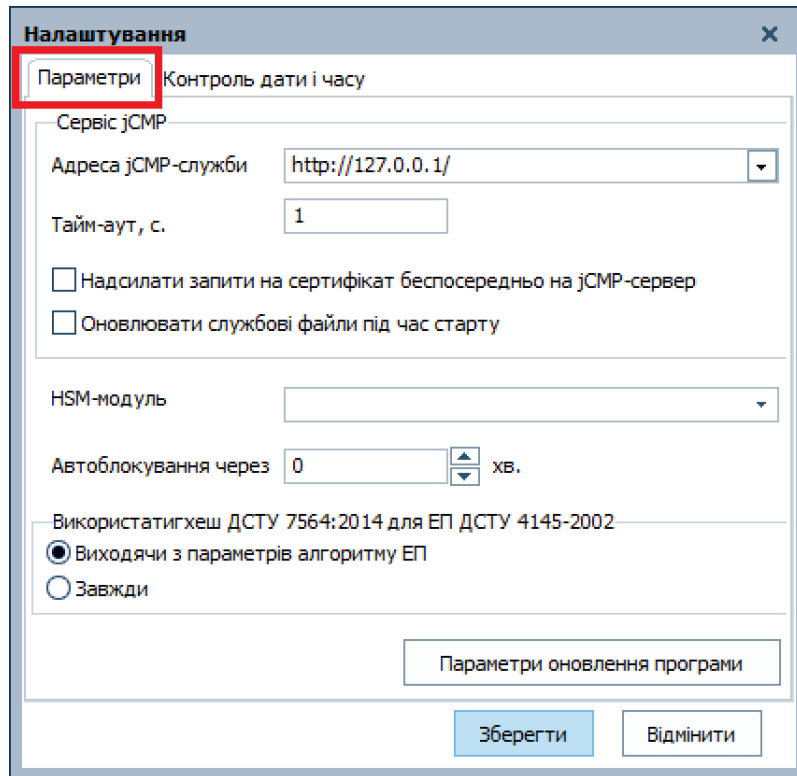 Налаштування
Параметри Контроль дати і часу
Сервіс jCMP
Адреса jCMP-служби http://127.0.0.1/
Тайм-аут, с. 1
Надсилати запити на сертифікат беспосередньо на jCMP-сервер
Оновлювати службові файли під час старту
HSM-модуль
Автоблокування через 0 хв.
Використатигхеш ДСТУ 7564:2014 для ЕП ДСТУ 4145-2002
Виходячи з параметрів алгоритму ЕП
Завжди
Параметри оновлення програми
Зберегти Відмінити